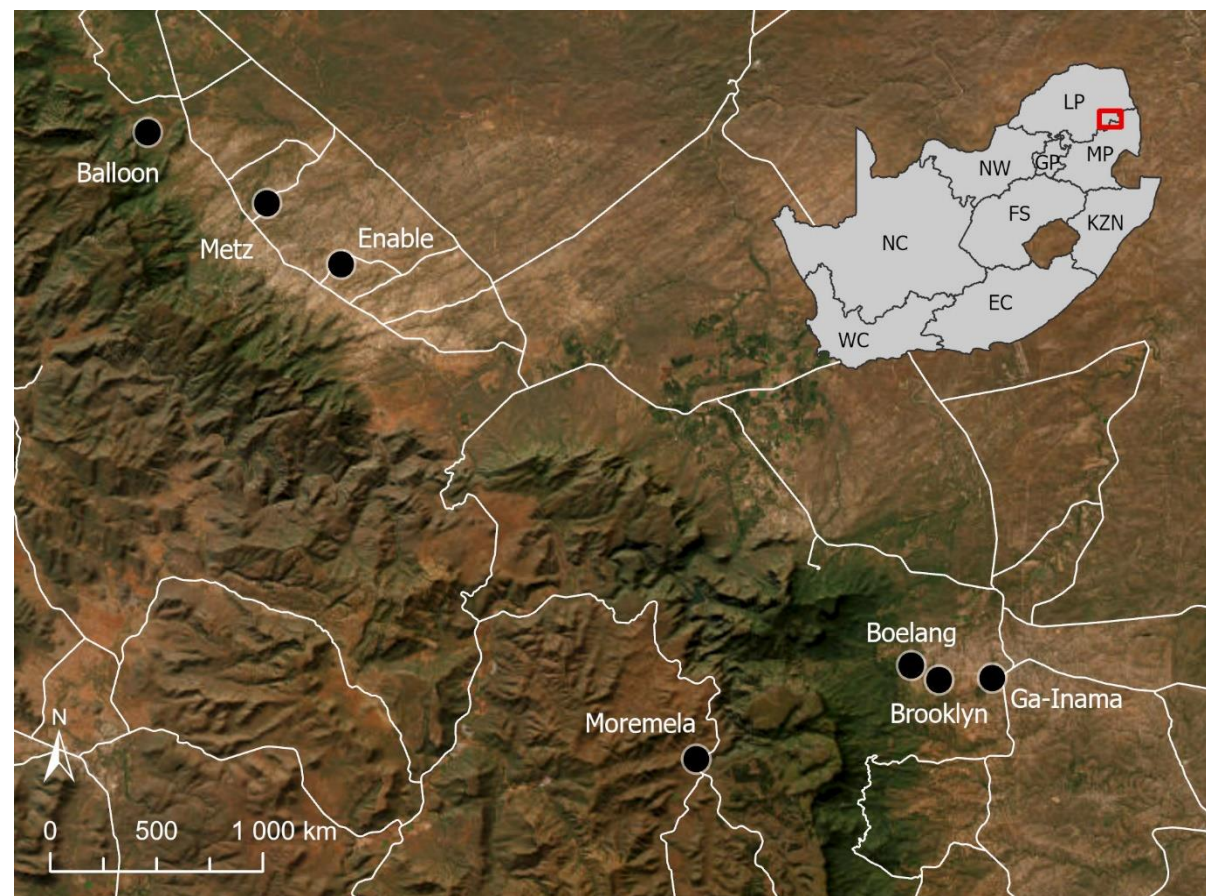 Balloon
Metz
Enable
LP
NW
GP
MP
FS
KZN
NC
EC
WC
Boelang
Brooklyn
Ga-Inama
Moremela
N
0 500 1 000 km